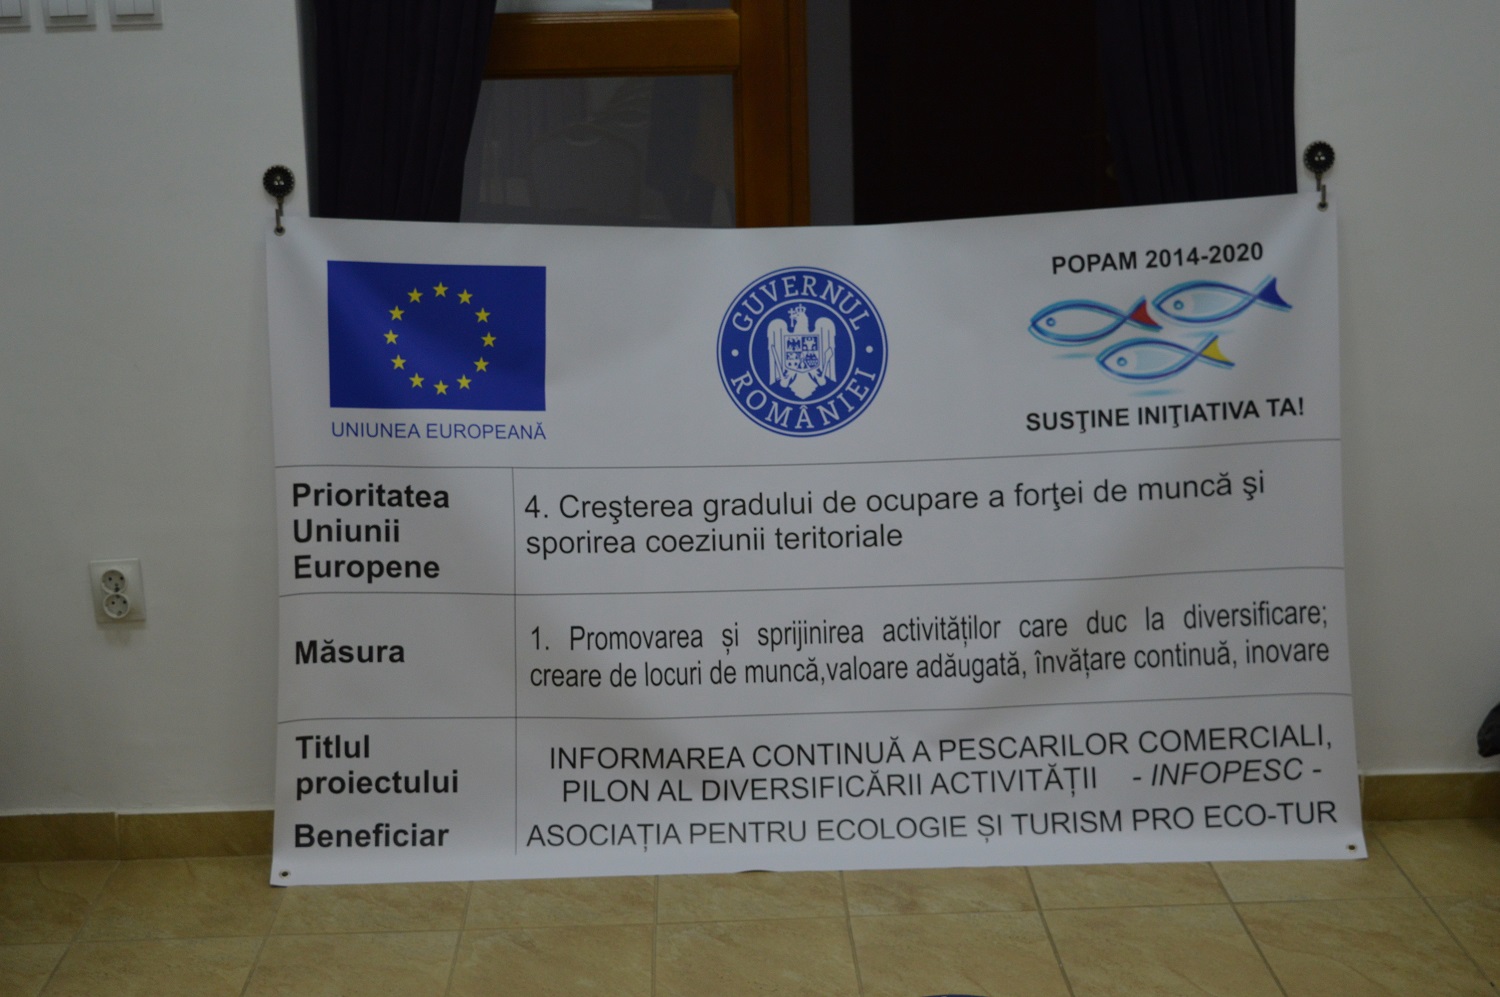 POPAM 2014-2020
GUVERNUL ROMÂNIEI
UNIUNEA EUROPEANĂ
SUSŢINE INIŢIATIVA TA!
Prioritatea
Uniunii
Europene
4. Creşterea gradului de ocupare a forţei de muncă şi
sporirea coeziunii teritoriale
Măsura
1. Promovarea și sprijinirea activităților care duc la diversificare;
creare de locuri de muncă,valoare adăugată, învățare continuă, inovare
Titlul
proiectului
INFORMAREA CONTINUĂ A PESCARILOR COMERCIALI,
PILON AL DIVERSIFICĂRII ACTIVITĂȚII - INFOPESC -
Beneficiar
ASOCIAȚIA PENTRU ECOLOGIE ȘI TURISM PRO ECO-TUR